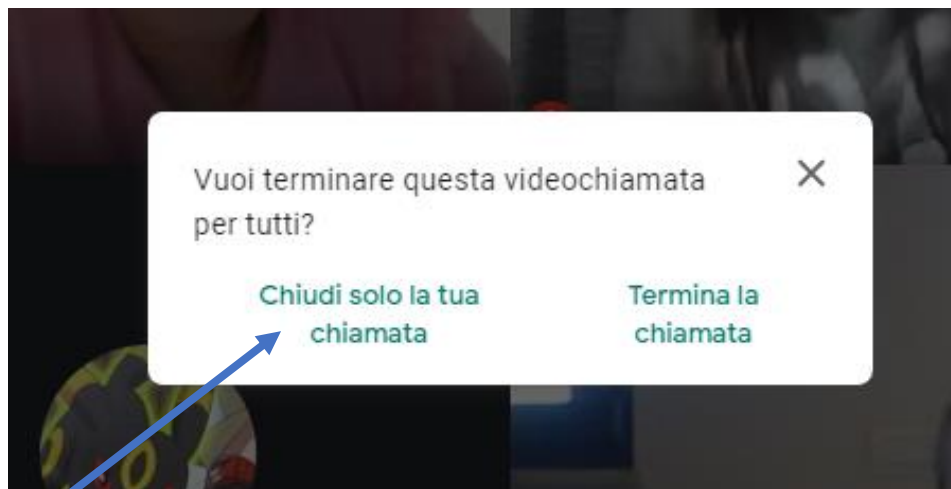 Vuoi terminare questa videochiamata
per tutti?
Chiudi solo la tua
chiamata
Termina la
chiamata